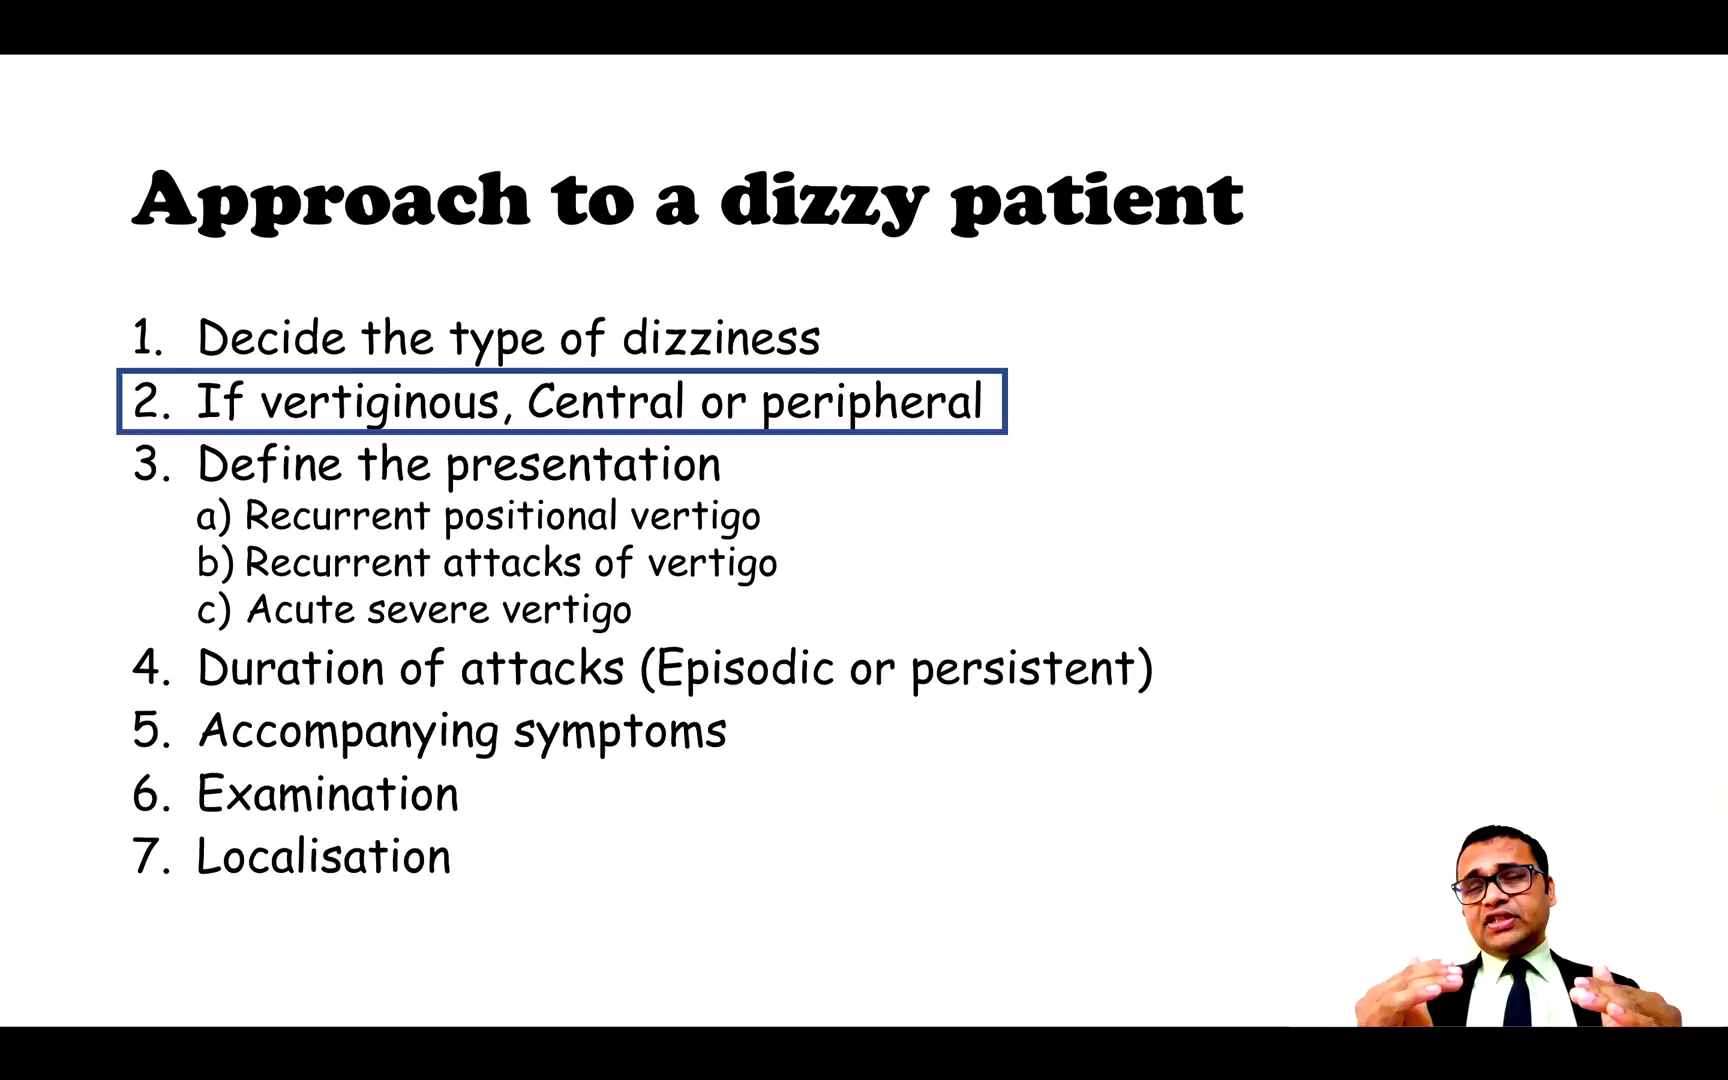 Approach to a dizzy patient
1. Decide the type of dizziness
2. If vertiginous, Central or peripheral
3. Define the presentation
a) Recurrent positional vertigo
b) Recurrent attacks of vertigo
c) Acute severe vertigo
4. Duration of attacks (Episodic or persistent)
5. Accompanying symptoms
6. Examination
7. Localisation